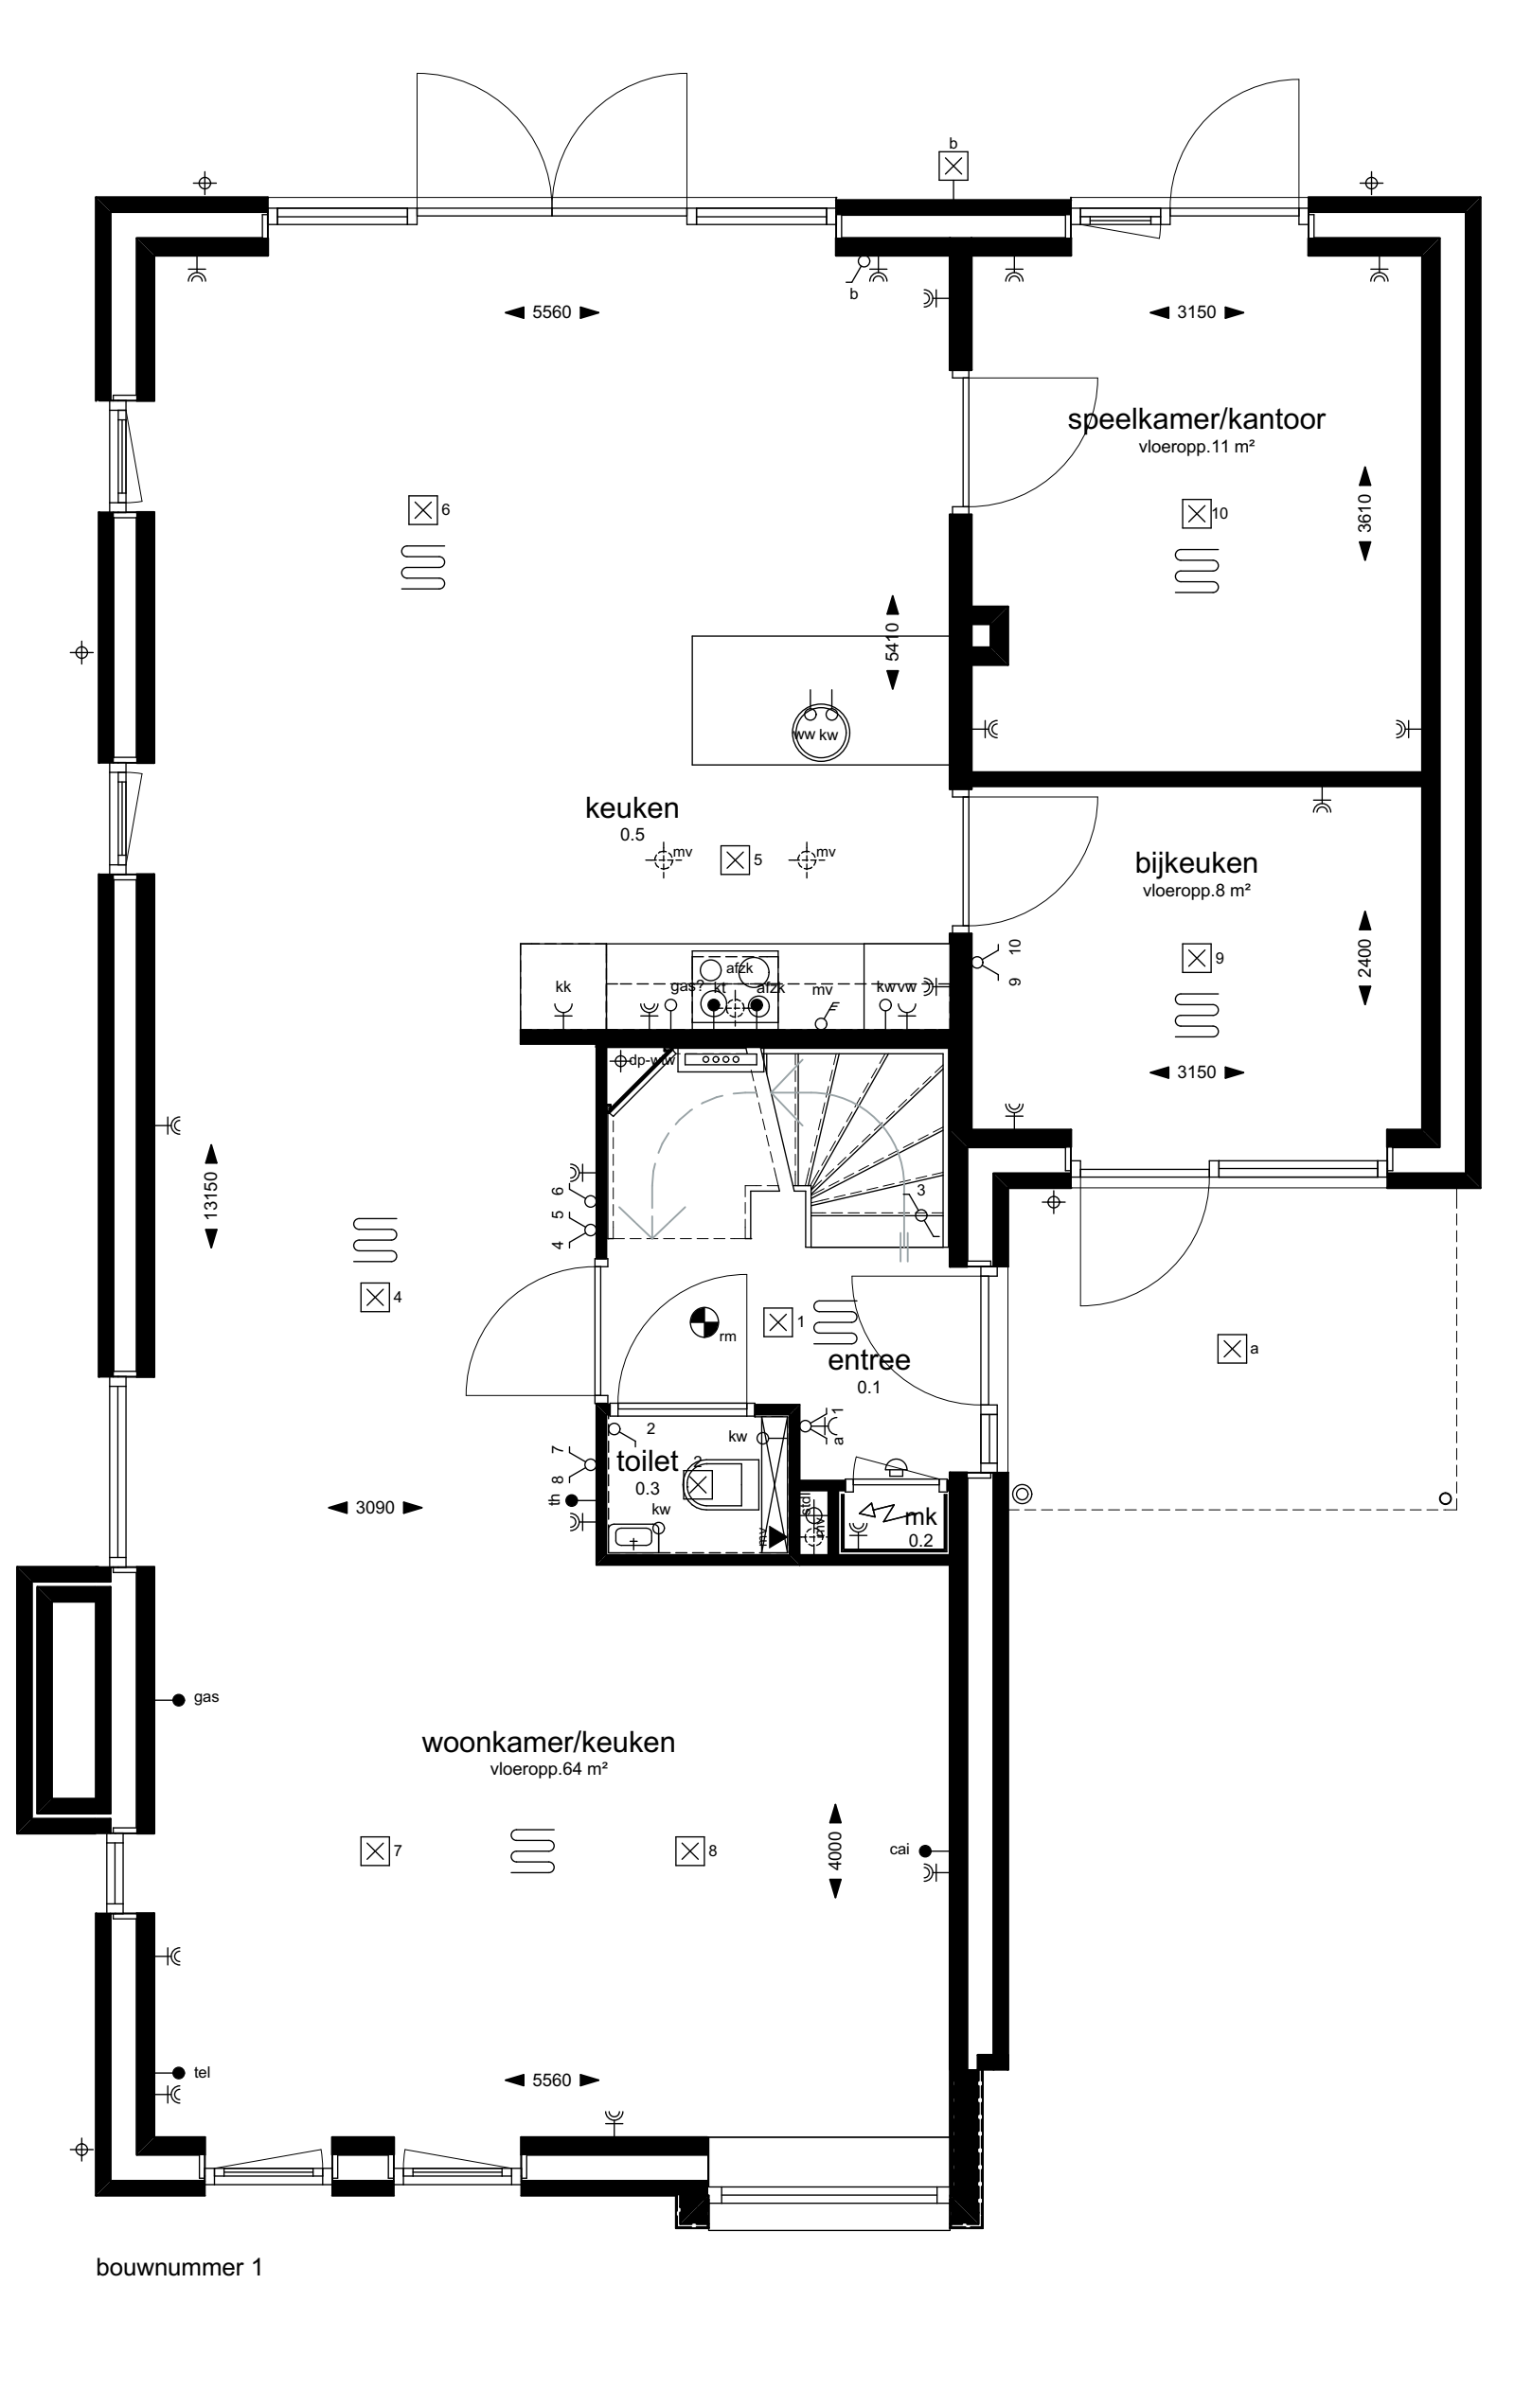 b
b
5560
3150
speelkamer/kantoor
vloeropp.11 m²
6
10
3610
5410
ww kw
keuken
0.5
mv
5
mv
bijkeuken
vloeropp.8 m²
10
9
9
2400
kk
gas?
afzk
kt
afzk
mv
kw
vw
dp-wtw
3150
13150
6
5
4
3
4
rm
1
entree
0.1
a
1
a
2
kw
toilet
2
0.3
7
8
th
kw
mv
stdl
mv
mk
0.2
3090
gas
woonkamer/keuken
vloeropp.64 m²
7
8
4000
cai
tel
5560
bouwnummer 1